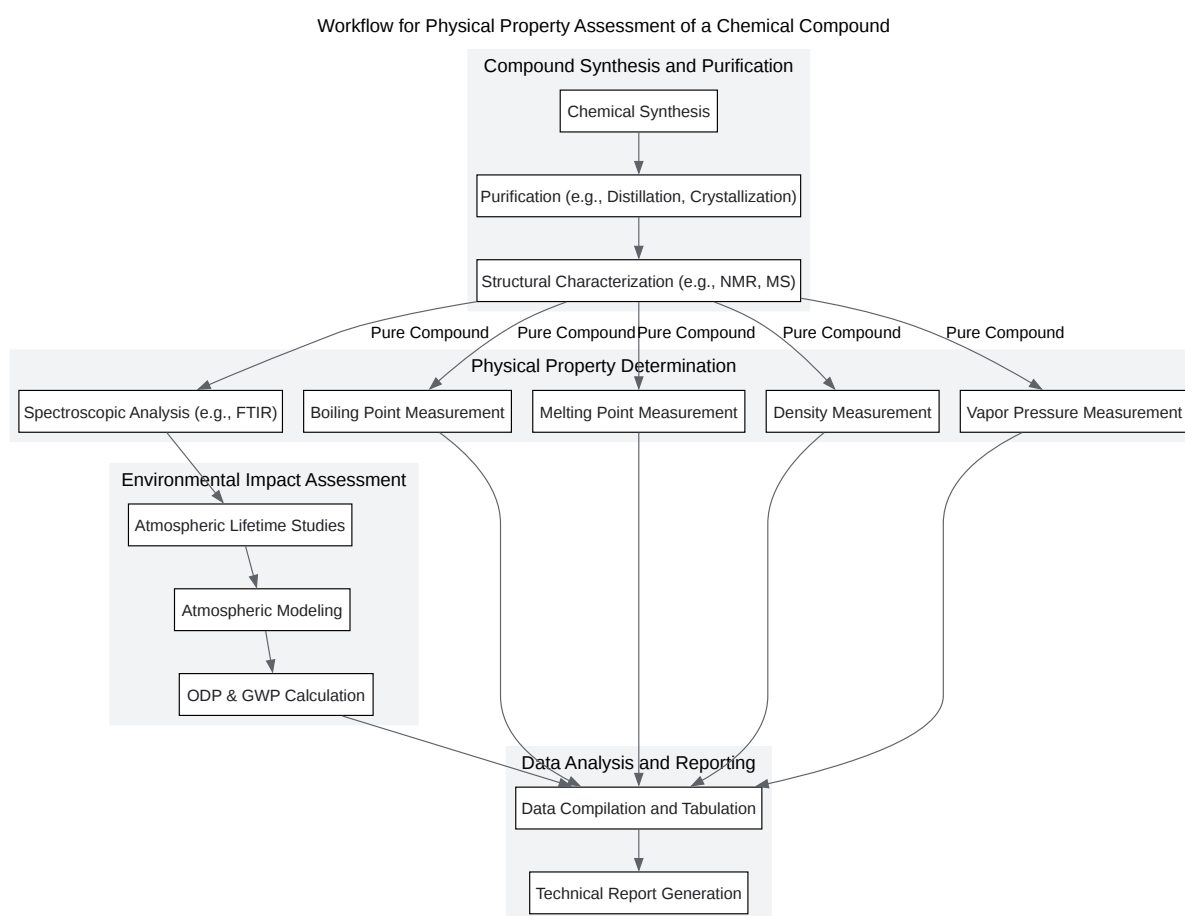 Workflow for Physical Property Assessment of a Chemical Compound
Compound Synthesis and Purification
Chemical Synthesis
Purification (e.g., Distillation, Crystallization)
Structural Characterization (e.g., NMR, MS)
Pure Compound
Pure Compound
Pure Compound
Pure Compound
Pure Compound
Physical Property Determination
Spectroscopic Analysis (e.g., FTIR)
Boiling Point Measurement
Melting Point Measurement
Density Measurement
Vapor Pressure Measurement
Environmental Impact Assessment
Atmospheric Lifetime Studies
Atmospheric Modeling
ODP & GWP Calculation
Data Analysis and Reporting
Data Compilation and Tabulation
Technical Report Generation